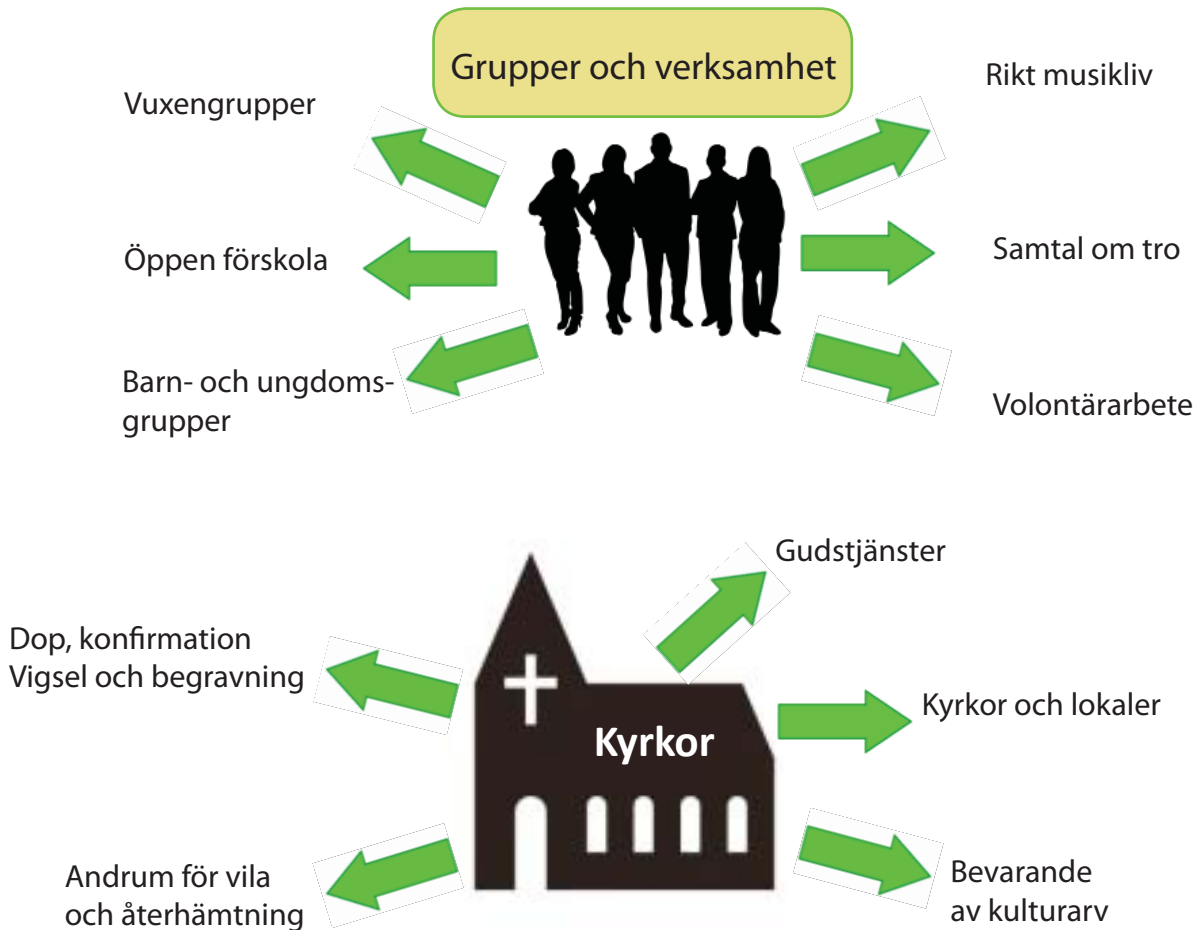 Grupper och verksamhet
Vuxengrupper
Rikt musikliv
Öppen förskola
Samtal om tro
Barn- och ungdoms-
grupper
Volontärarbete
Gudstjänster
Dop, konfirmation
Vigsel och begravning
Kyrkor och lokaler
Kyrkor
Andrum för vila
och återhämtning
Bevarande
av kulturarv